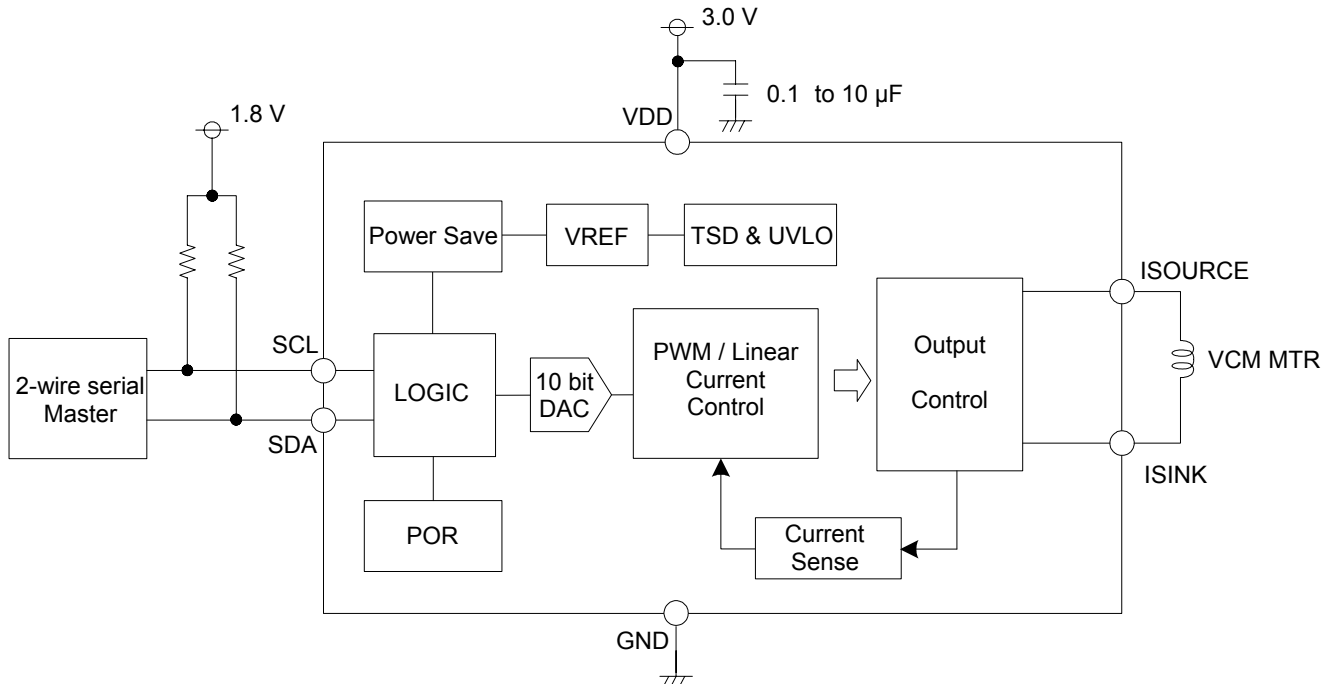 3.0 V
0.1 to 10 µF
VDD
1.8 V
Power Save
VREF
TSD & UVLO
ISOURCE
SCL
2-wire serial
Master
LOGIC
10 bit
DAC
PWM / Linear
Current
Control
Output
Control
VCM MTR
SDA
ISINK
POR
Current
Sense
GND